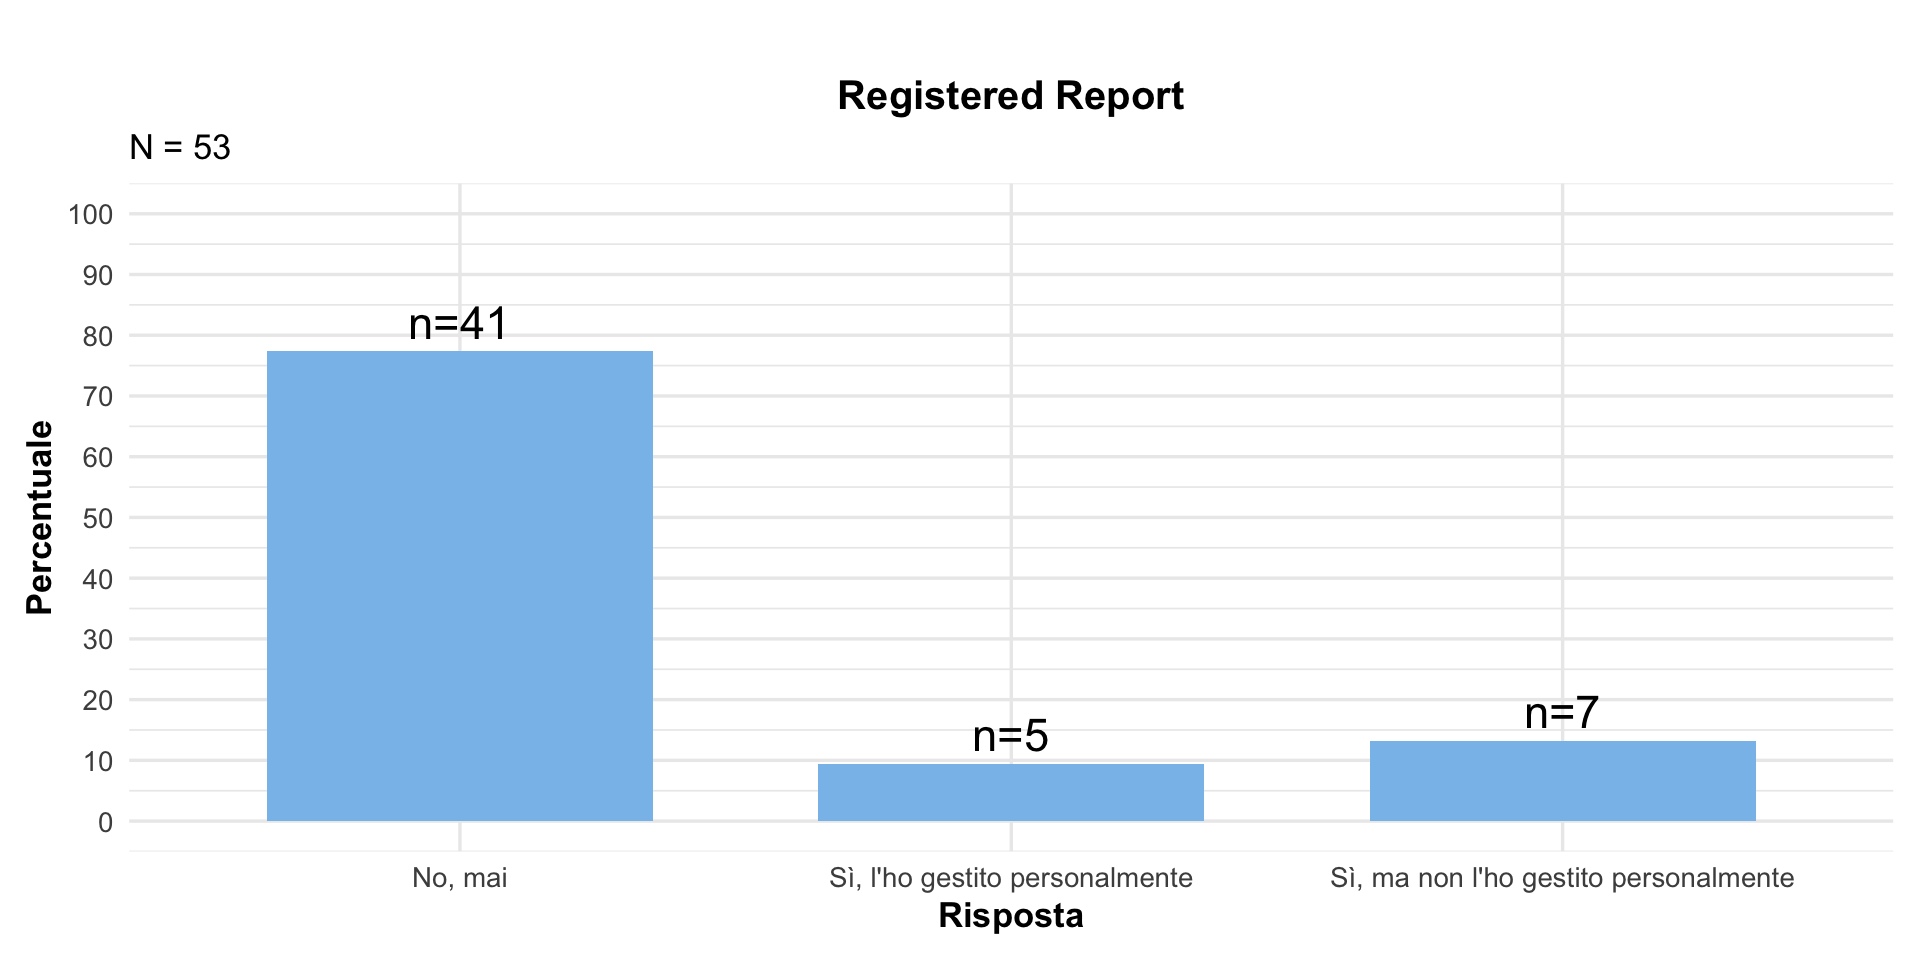 Registered Report
N = 53
Percentuale
100
90
80
70
60
50
40
30
20
10
0
n=41
n=5
n=7
No, mai
Sì, l'ho gestito personalmente
Sì, ma non l'ho gestito personalmente
Risposta